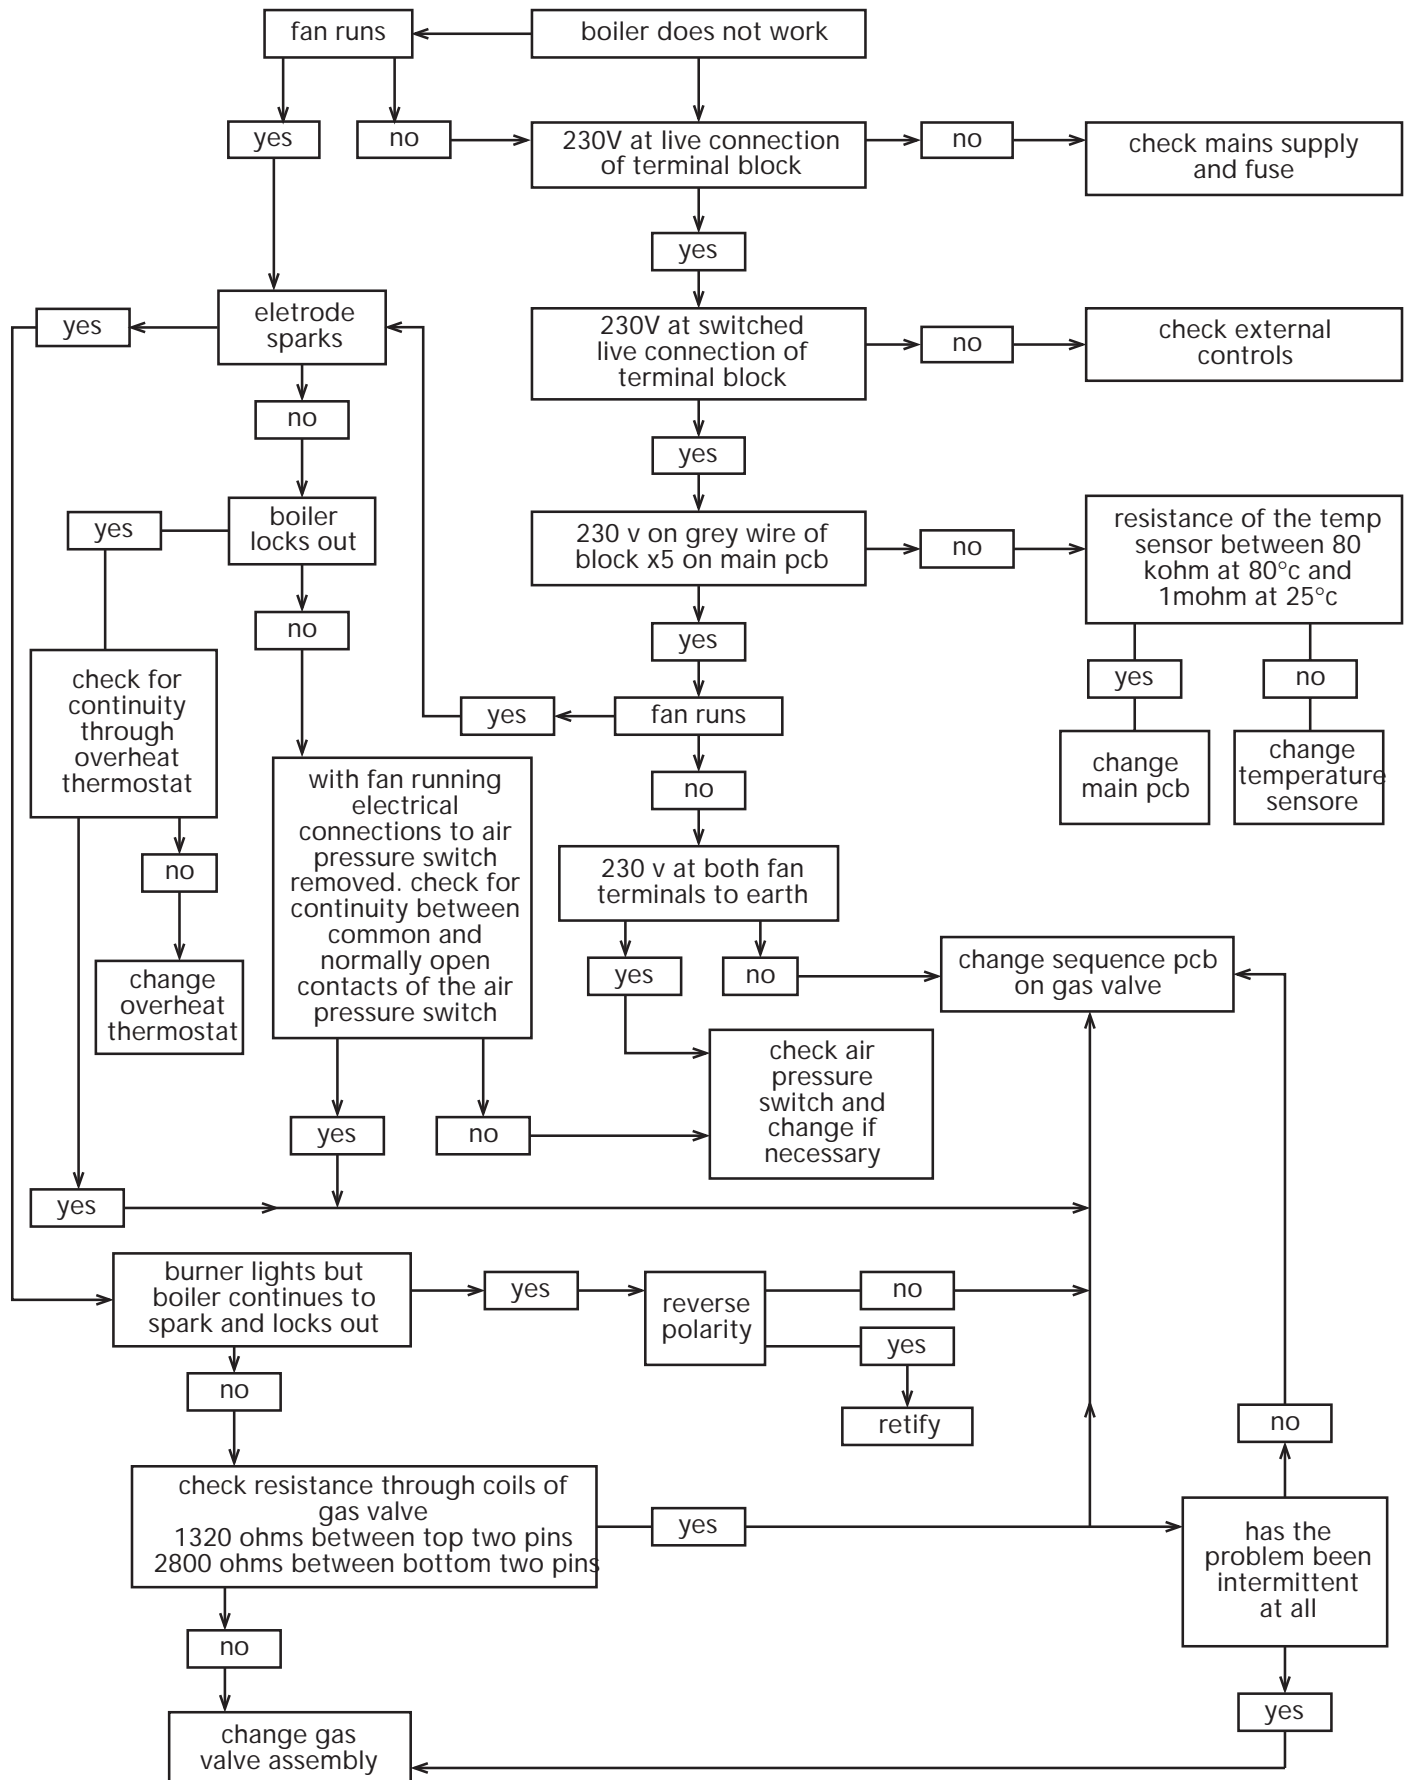 fan runs
boiler does not work
yes
no
230V at live connection
of terminal block
no
check mains supply
and fuse
yes
yes
eletrode
sparks
230V at switched
live connection of
terminal block
no
check external
controls
no
yes
yes
boiler
locks out
230 v on grey wire of
block x5 on main pcb
no
resistance of the temp
sensor between 80
kohm at 80°c and
1mohm at 25°c
no
yes
yes
no
check for
continuity
through
overheat
thermostat
yes
fan runs
change
main pcb
change
temperature
sensore
with fan running
electrical
connections to air
pressure switch
removed. check for
continuity between
common and
normally open
contacts of the air
pressure switch
no
no
230 v at both fan
terminals to earth
change
overheat
thermostat
yes
no
change sequence pcb
on gas valve
check air
pressure
switch and
change if
necessary
yes
no
yes
burner lights but
boiler continues to
spark and locks out
yes
reverse
polarity
no
yes
retify
no
no
check resistance through coils of
gas valve
1320 ohms between top two pins
2800 ohms between bottom two pins
yes
has the
problem been
intermittent
at all
no
yes
change gas
valve assembly